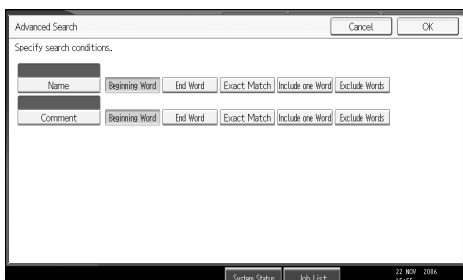 Advanced Search Cancel OK
Specify search conditions.
Name Beginning Word End Word Exact Match Include one Word Exclude Words
Comment Beginning Word End Word Exact Match Include one Word Exclude Words
System Status Job List 22 NOV 2006